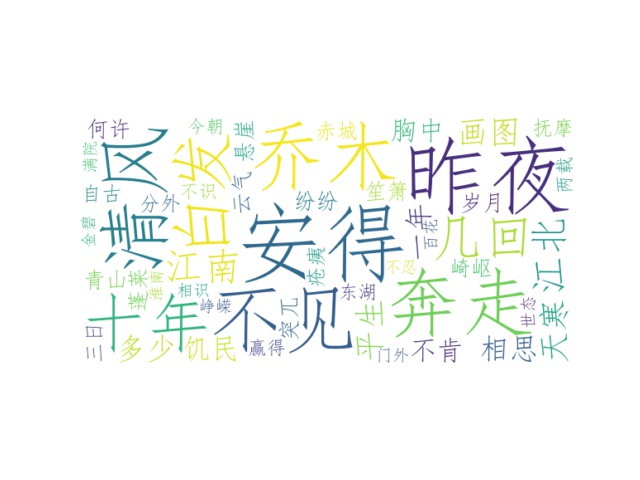 何许
今朝
悬崖
赤城
胸中
画图
抚摩
满院
清风
白发
乔木
昨夜
自古
分外
不识
云气
纷纷
笙箫
岁月
两载
金碧
安得
一年
百花
几回
江北
青山
蓬莱
淮南
江南
相识
疮痍
不忍
崎岖
十年
峥嵘
不见
突兀
东湖
平生
奔走
世态
天寒
三日
多少
饥民
赢得
门外
不肯
相思